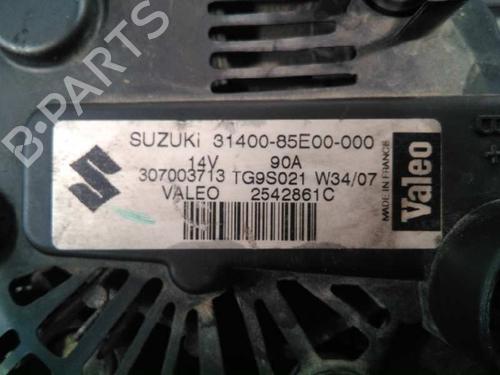 SUZUKi 31400-85E00-000
14V 90A
307003713 TG9S021 W34/07
VALEO 2542861C
MADE IN FRANCE
Valeo
B+
B-PARTS